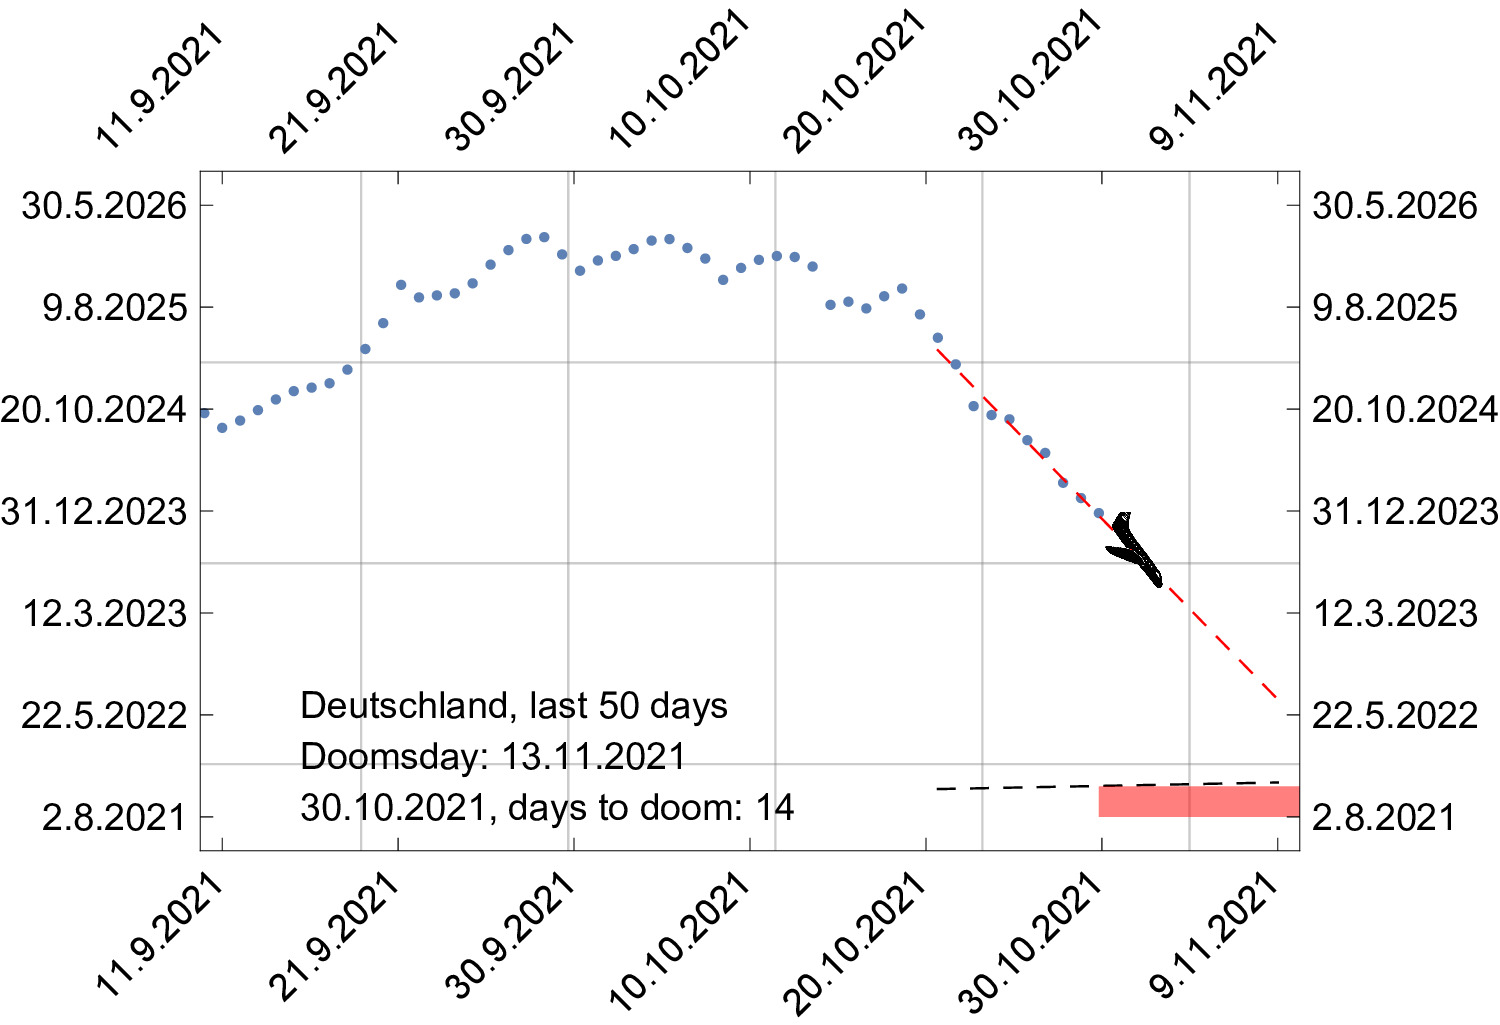 11.9.2021 21.9.2021 30.9.2021 10.10.2021 20.10.2021 30.10.2021 9.11.2021
30.5.2026 30.5.2026
9.8.2025 9.8.2025
20.10.2024 20.10.2024
31.12.2023 31.12.2023
12.3.2023 12.3.2023
22.5.2022 22.5.2022
2.8.2021 2.8.2021
Deutschland, last 50 days
Doomsday: 13.11.2021
30.10.2021, days to doom: 14
11.9.2021 21.9.2021 30.9.2021 10.10.2021 20.10.2021 30.10.2021 9.11.2021